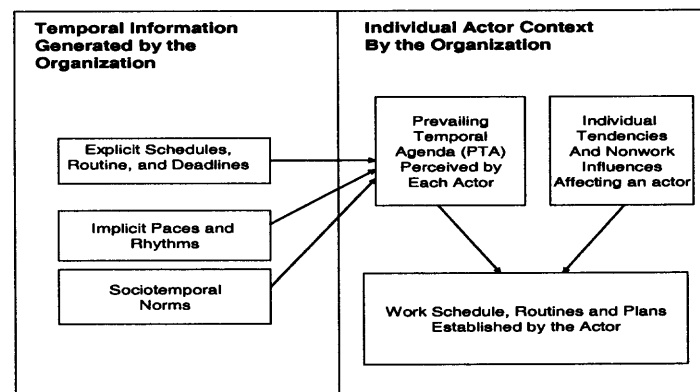 Temporal Information
Generated by the
Organization
Explicit Schedules,
Routine, and Deadlines
Implicit Paces and
Rhythms
Sociotemporal
Norms
Individual Actor Context
By the Organization
Prevailing
Temporal
Agenda (PTA)
Perceived by
Each Actor
Individual
Tendencies
And Nonwork
Influences
Affecting an actor
Work Schedule, Routines and Plans
Established by the Actor